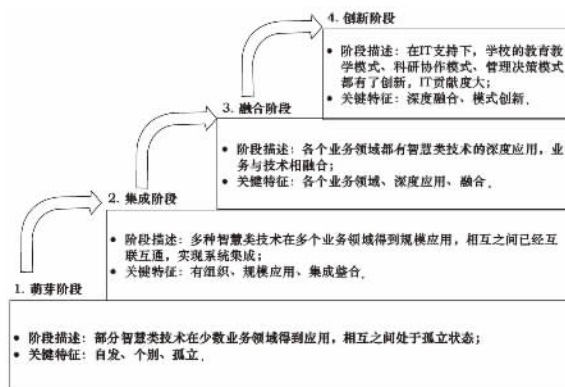 4. 创新阶段
• 阶段描述：在IT支持下，学校的教育教
学模式、科研协作模式、管理决策模式
都有了创新，IT贡献度大；
• 关键特征：深度融合、模式创新．
3. 融合阶段
• 阶段描述：各个业务领域都有智慧类技术的深度应用，业
务与技术相融合；
• 关键特征：各个业务领域、深度应用、融合．
2. 集成阶段
• 阶段描述：多种智慧类技术在多个业务领域得到规模应用，相互之间已经互
联互通，实现系统集成；
• 关键特征：有组织、规模应用、集成整合．
1. 萌芽阶段
• 阶段描述：部分智慧类技术在少数业务领域得到应用，相互之间处于孤立状态；
• 关键特征：自发、个别、孤立．